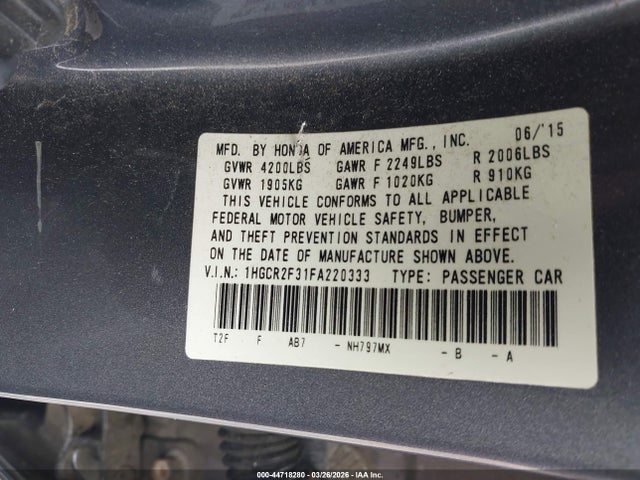 MFD. BY HONDA OF AMERICA MFG., INC. 06/'15
GVWR 4200LBS GAWR F 2249LBS R 2006LBS
GVWR 1905KG GAWR F 1020KG R 910KG
THIS VEHICLE CONFORMS TO ALL APPLICABLE
FEDERAL MOTOR VEHICLE SAFETY, BUMPER,
AND THEFT PREVENTION STANDARDS IN EFFECT
ON THE DATE OF MANUFACTURE SHOWN ABOVE.
V.I.N.: 1HGCR2F31FA220333 TYPE: PASSENGER CAR
T2F F AB7 - NH797MX - B - A
000-44718280 - 03/26/2026 - IAA Inc.